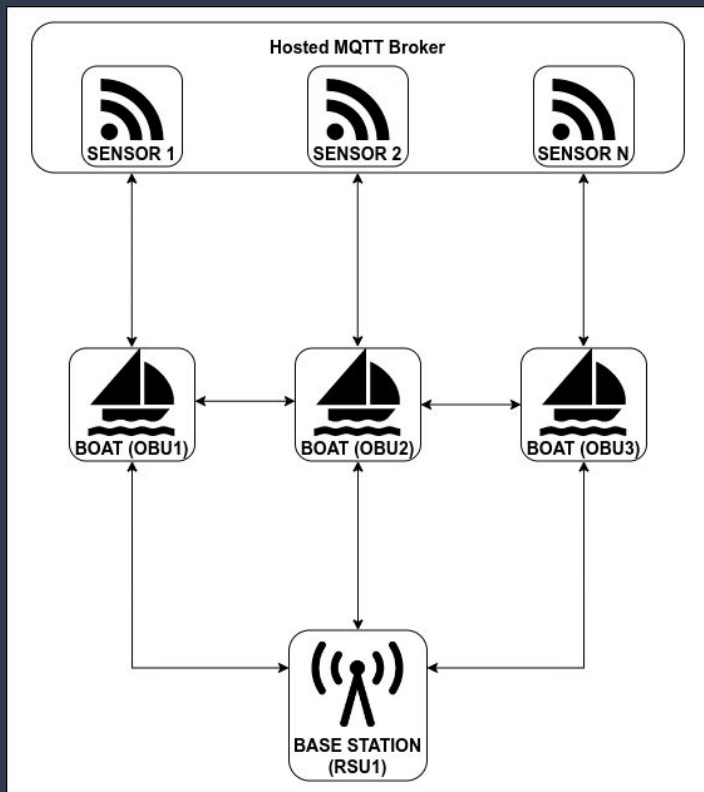 Hosted MQTT Broker
SENSOR 1
SENSOR 2
SENSOR N
BOAT (OBU1)
BOAT (OBU2)
BOAT (OBU3)
BASE STATION
(RSU1)